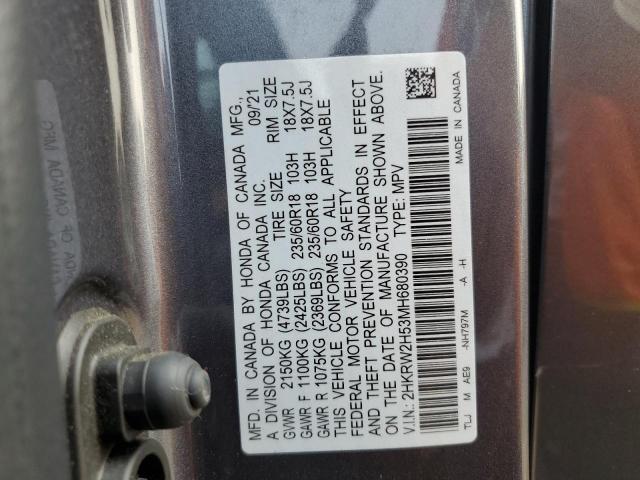 MFD. IN CANADA BY HONDA OF CANADA MFG.,
A DIVISION OF HONDA CANADA INC. 09/21
TIRE SIZE RIM SIZE
GVWR 2150KG (4739LBS)
GAWR F 1100KG (2425LBS) 235/60R18 103H 18X7.5J
GAWR R 1075KG (2369LBS) 235/60R18 103H 18X7.5J
THIS VEHICLE CONFORMS TO ALL APPLICABLE
FEDERAL MOTOR VEHICLE SAFETY
AND THEFT PREVENTION STANDARDS IN EFFECT
ON THE DATE OF MANUFACTURE SHOWN ABOVE.
V.I.N.: 2HKRW2H53MH680390 TYPE: MPV
TLJ M AE9 -NH797M -A -H MADE IN CANADA